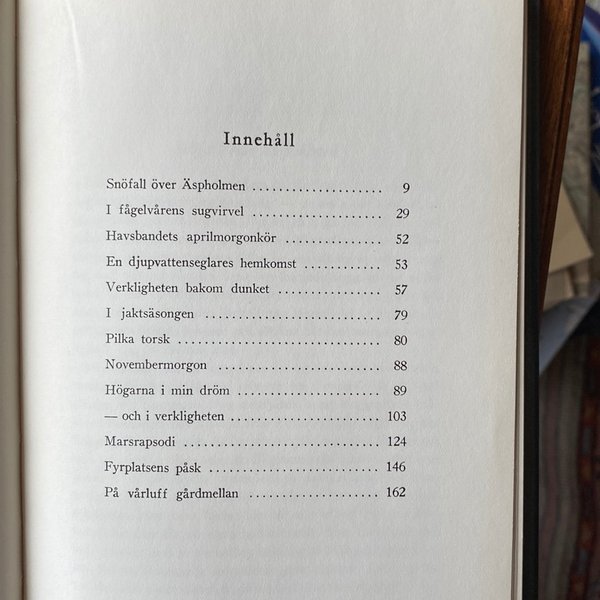 Innehåll
Snöfall över Äspholmen .................... 9
I fågelvårens sugvirvel .................... 29
Havsbandets aprilmorgonkör ............... 52
En djupvattenseglares hemkomst ............ 53
Verkligheten bakom dunket ................ 57
I jaktsäsongen ........................... 79
Pilka torsk ................................ 80
Novembermorgon ......................... 88
Högarna i min dröm ....................... 89
— och i verkligheten ....................... 103
Marsrapsodi .............................. 124
Fyrplatsens påsk ........................... 146
På vårluff gårdmellan .................... 162